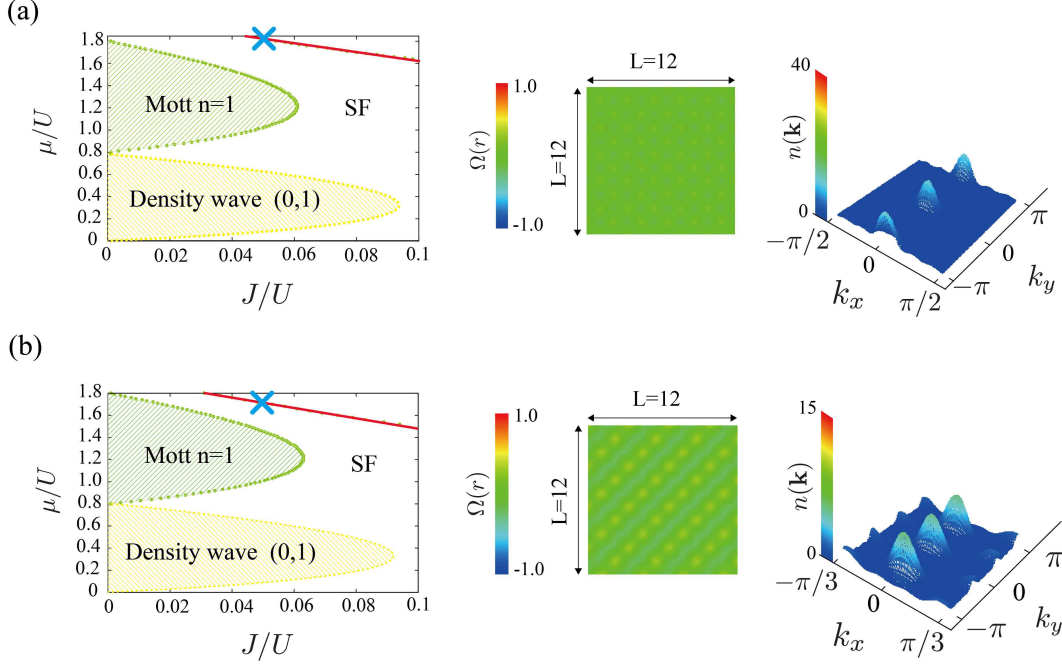 (a)
1.8
1.6
1.4
1.2
1.0
0.8
0.6
0.4
0.2
0
μ/U
Mott n=1
SF
Density wave (0,1)
0
0.02
0.04
0.06
0.08
0.1
J/U
1.0
-1.0
Ω(r)
L=12
L=12
40
0
n(k)
−π/2
0
π/2
k_x
−π
0
π
k_y
(b)
1.8
1.6
1.4
1.2
1.0
0.8
0.6
0.4
0.2
0
μ/U
Mott n=1
SF
Density wave (0,1)
0
0.02
0.04
0.06
0.08
0.1
J/U
1.0
-1.0
Ω(r)
L=12
L=12
15
0
n(k)
−π/3
0
π/3
k_x
−π
0
π
k_y